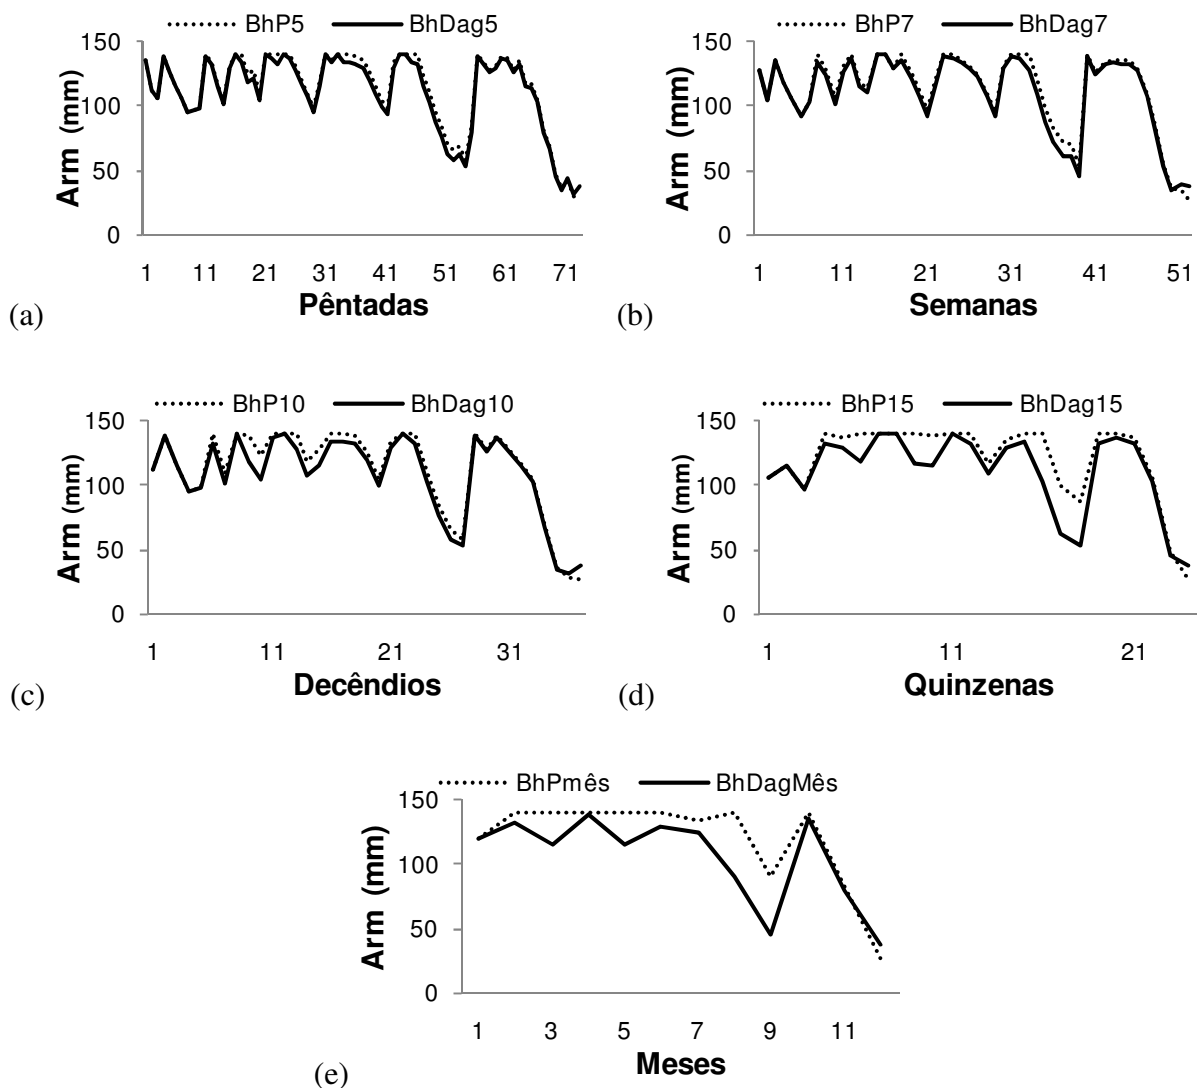 BhP5 BhDag5
150
100
50
0
Arm (mm)
1 11 21 31 41 51 61 71
Pêntadas
(a)
BhP7 BhDag7
150
100
50
0
Arm (mm)
1 11 21 31 41 51
Semanas
(b)
BhP10 BhDag10
150
100
50
0
Arm (mm)
1 11 21 31
Decêndios
(c)
BhP15 BhDag15
150
100
50
0
Arm (mm)
1 11 21
Quinzenas
(d)
BhPmês BhDagMês
150
100
50
0
Arm (mm)
1 3 5 7 9 11
Meses
(e)